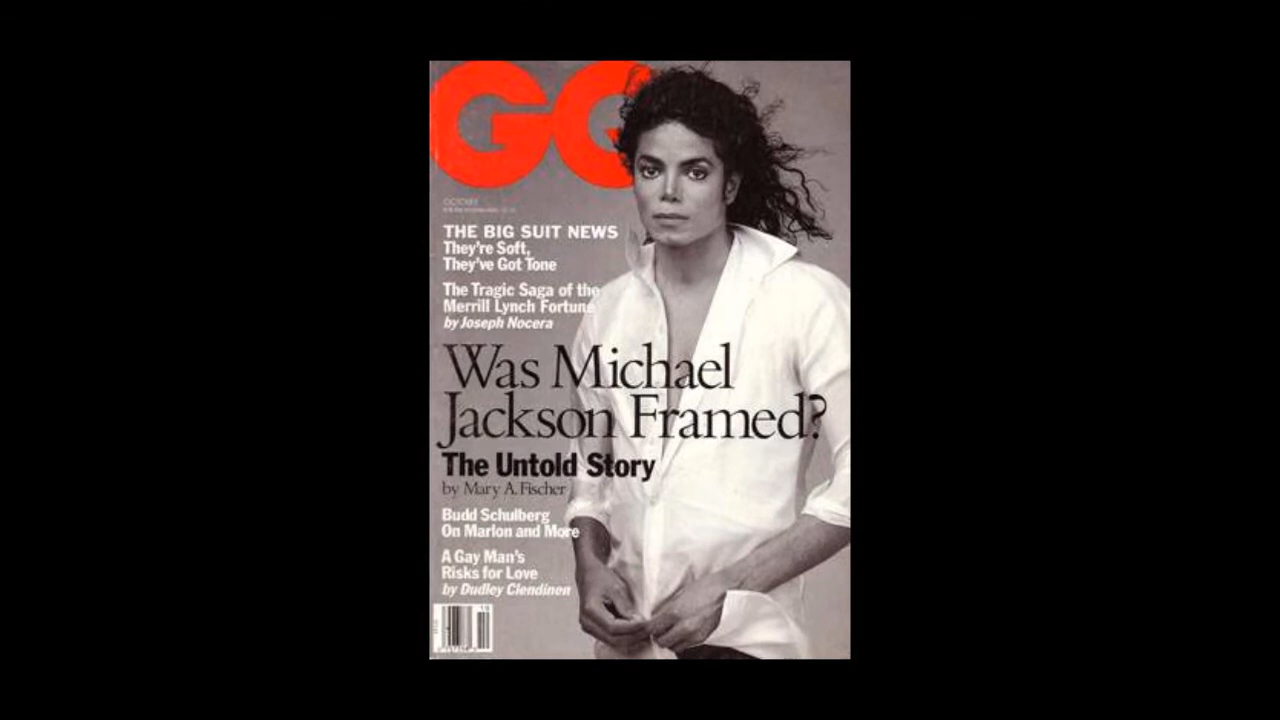 GQ
OCTOBER
THE BIG SUIT NEWS
They're Soft,
They've Got Tone
The Tragic Saga of the
Merrill Lynch Fortune
by Joseph Nocera
Was Michael
Jackson Framed?
The Untold Story
by Mary A. Fischer
Budd Schulberg
On Marlon and More
A Gay Man's
Risks for Love
by Dudley Clendinen